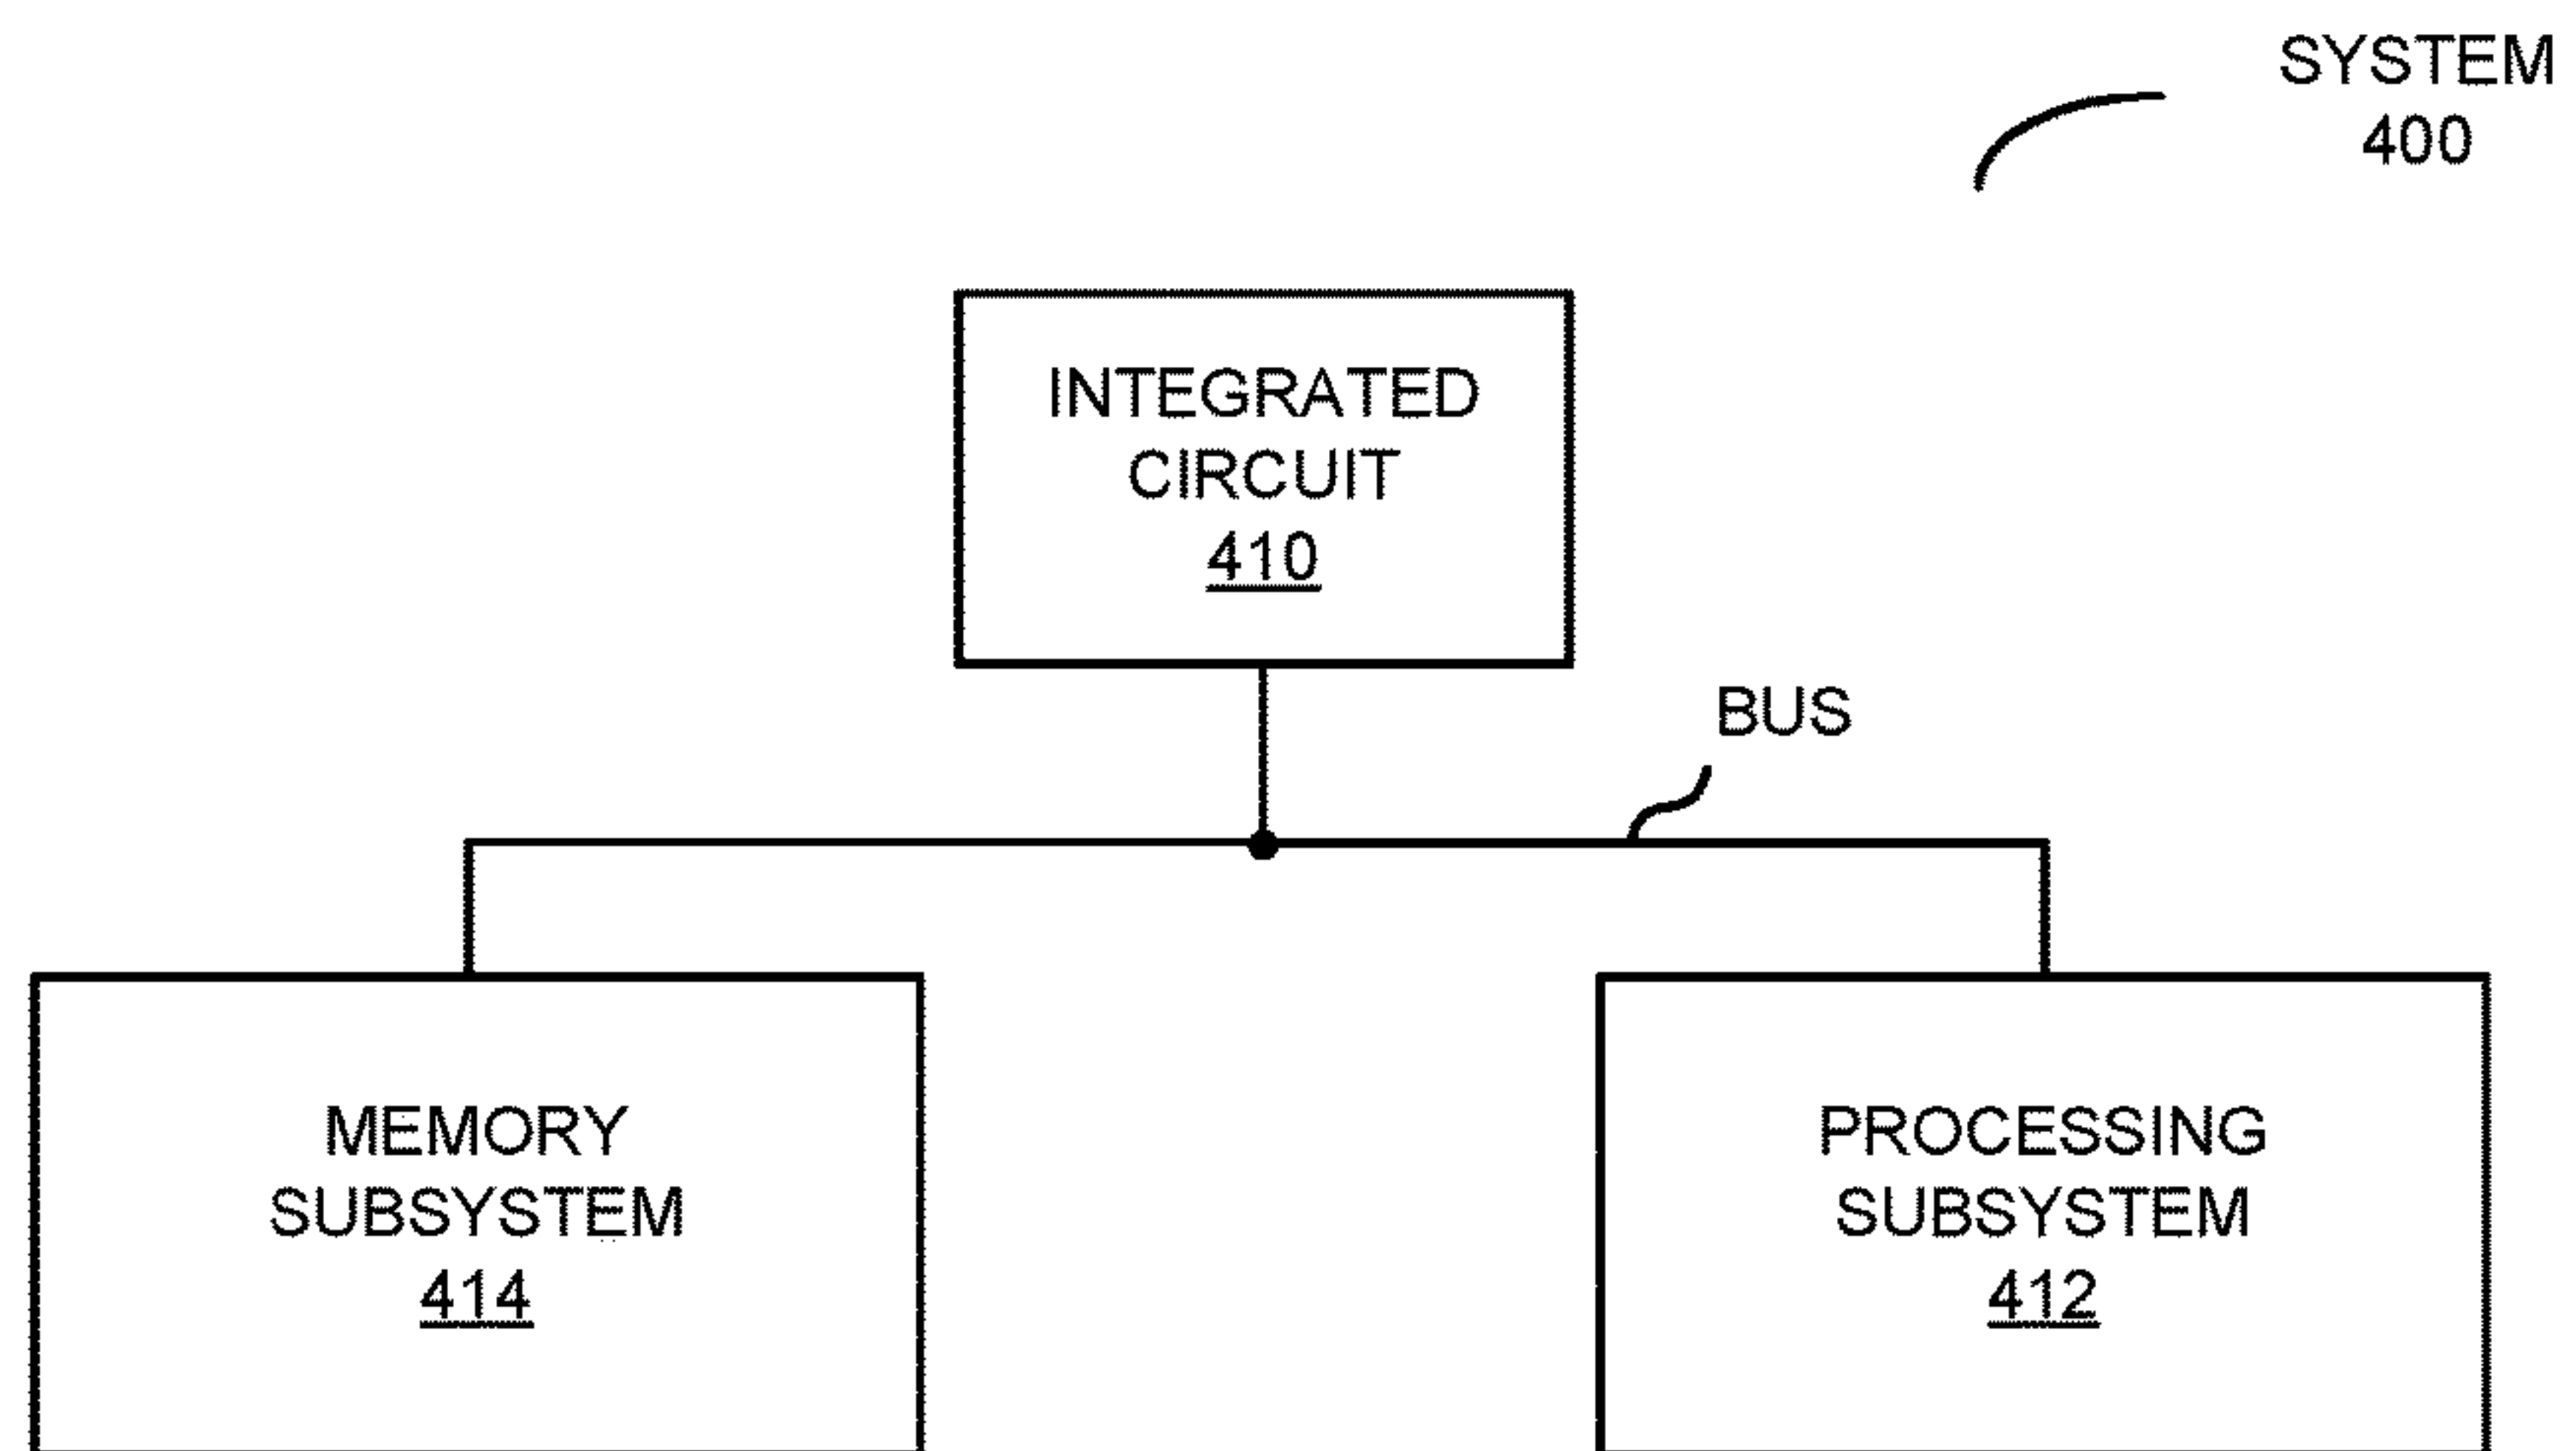 SYSTEM
400
INTEGRATED
CIRCUIT
410
BUS
MEMORY
SUBSYSTEM
414
PROCESSING
SUBSYSTEM
412